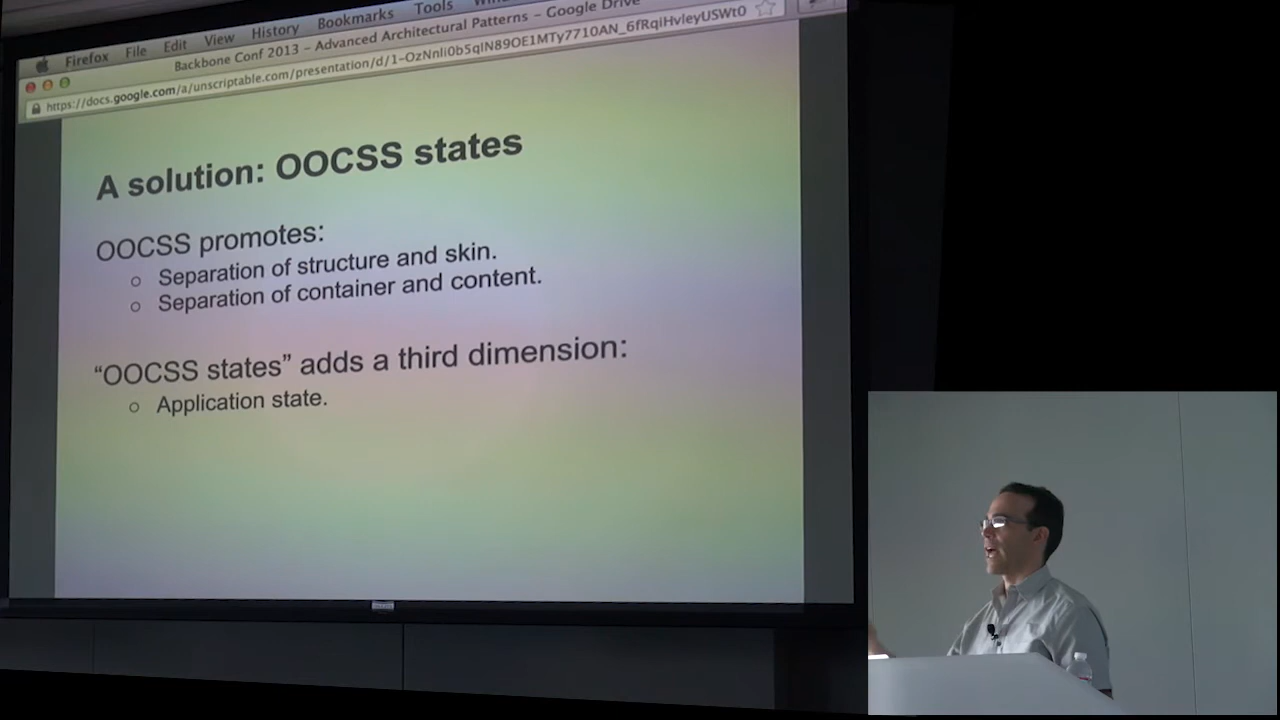 Firefox File Edit View History Bookmarks Tools
Backbone Conf 2013 – Advanced Architectural Patterns – Google Drive
https://docs.google.com/a/unscriptable.com/presentation/d/1-OzNnli0b5qIN89OE1MTy7710AN_6fRqiHvleyUSWt0
A solution: OOCSS states
OOCSS promotes:
Separation of structure and skin.
Separation of container and content.
“OOCSS states” adds a third dimension:
Application state.